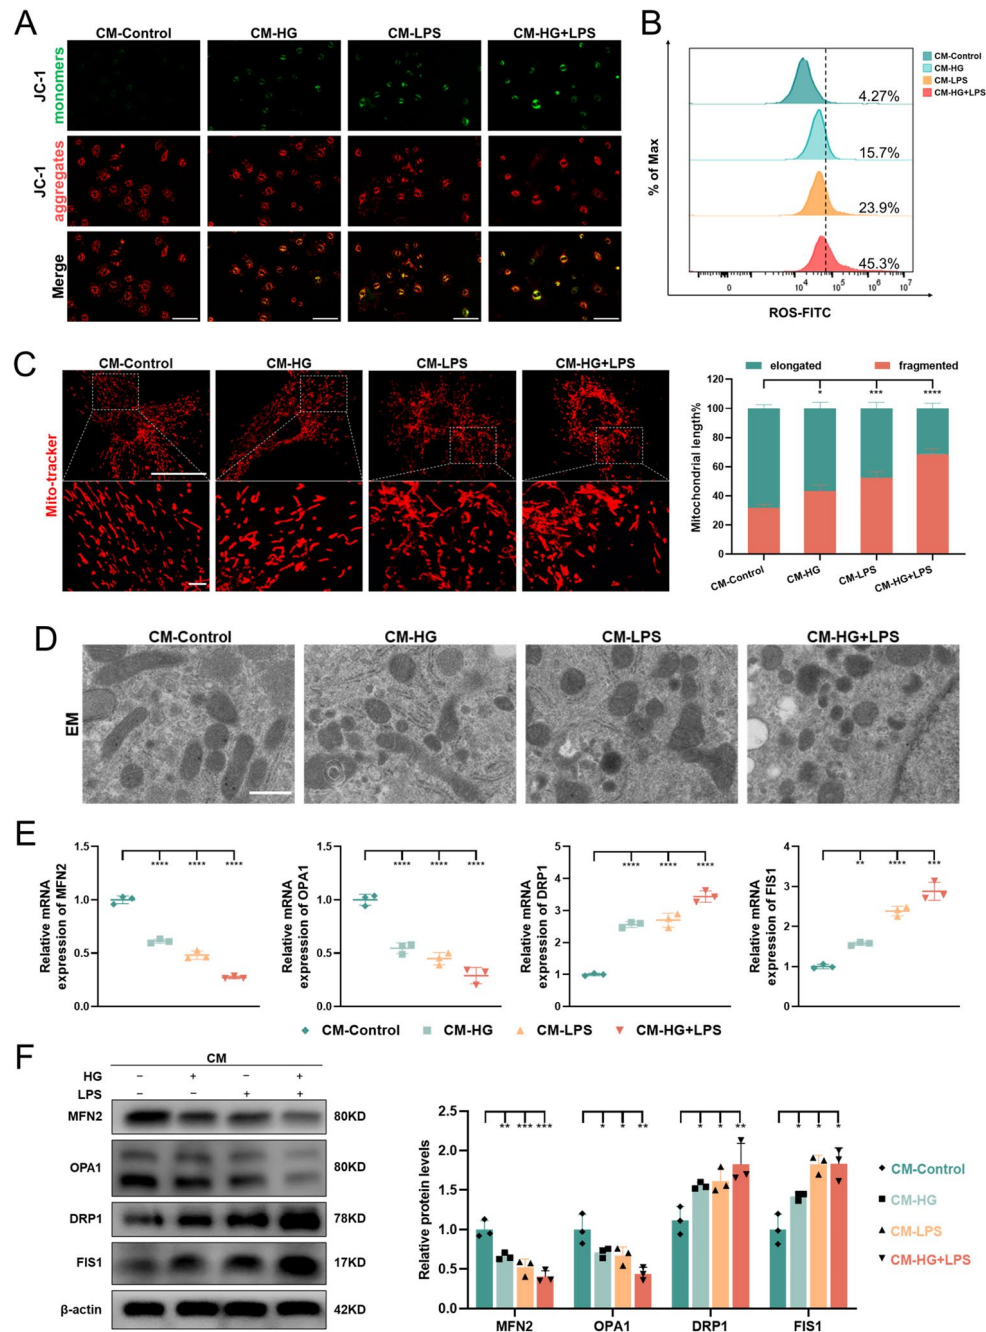 A
CM-Control CM-HG CM-LPS CM-HG+LPS
JC-1
monomers
JC-1
aggregates
Merge
B
CM-Control
CM-HG
CM-LPS
CM-HG+LPS
4.27%
15.7%
23.9%
45.3%
% of Max
0 10⁴ 10⁵ 10⁶ 10⁷
ROS-FITC
C
CM-Control CM-HG CM-LPS CM-HG+LPS
Mito-tracker
elongated fragmented
* *** ****
Mitochondrial length%
120
100
80
60
40
20
0
CM-Control CM-HG CM-LPS CM-HG+LPS
D
CM-Control CM-HG CM-LPS CM-HG+LPS
EM
E
Relative mRNA
expression of MFN2
1.5
1.0
0.5
0.0
**** **** ****
Relative mRNA
expression of OPA1
1.5
1.0
0.5
0.0
**** **** ****
Relative mRNA
expression of DRP1
5
4
3
2
1
0
**** **** ****
Relative mRNA
expression of FIS1
4
3
2
1
0
** **** ***
CM-Control CM-HG CM-LPS CM-HG+LPS
F
CM
HG − + − +
LPS − − + +
MFN2 80KD
OPA1 80KD
DRP1 78KD
FIS1 17KD
β-actin 42KD
Relative protein levels
2.5
2.0
1.5
1.0
0.5
0.0
** *** *** * * ** * * ** * * *
MFN2 OPA1 DRP1 FIS1
CM-Control
CM-HG
CM-LPS
CM-HG+LPS